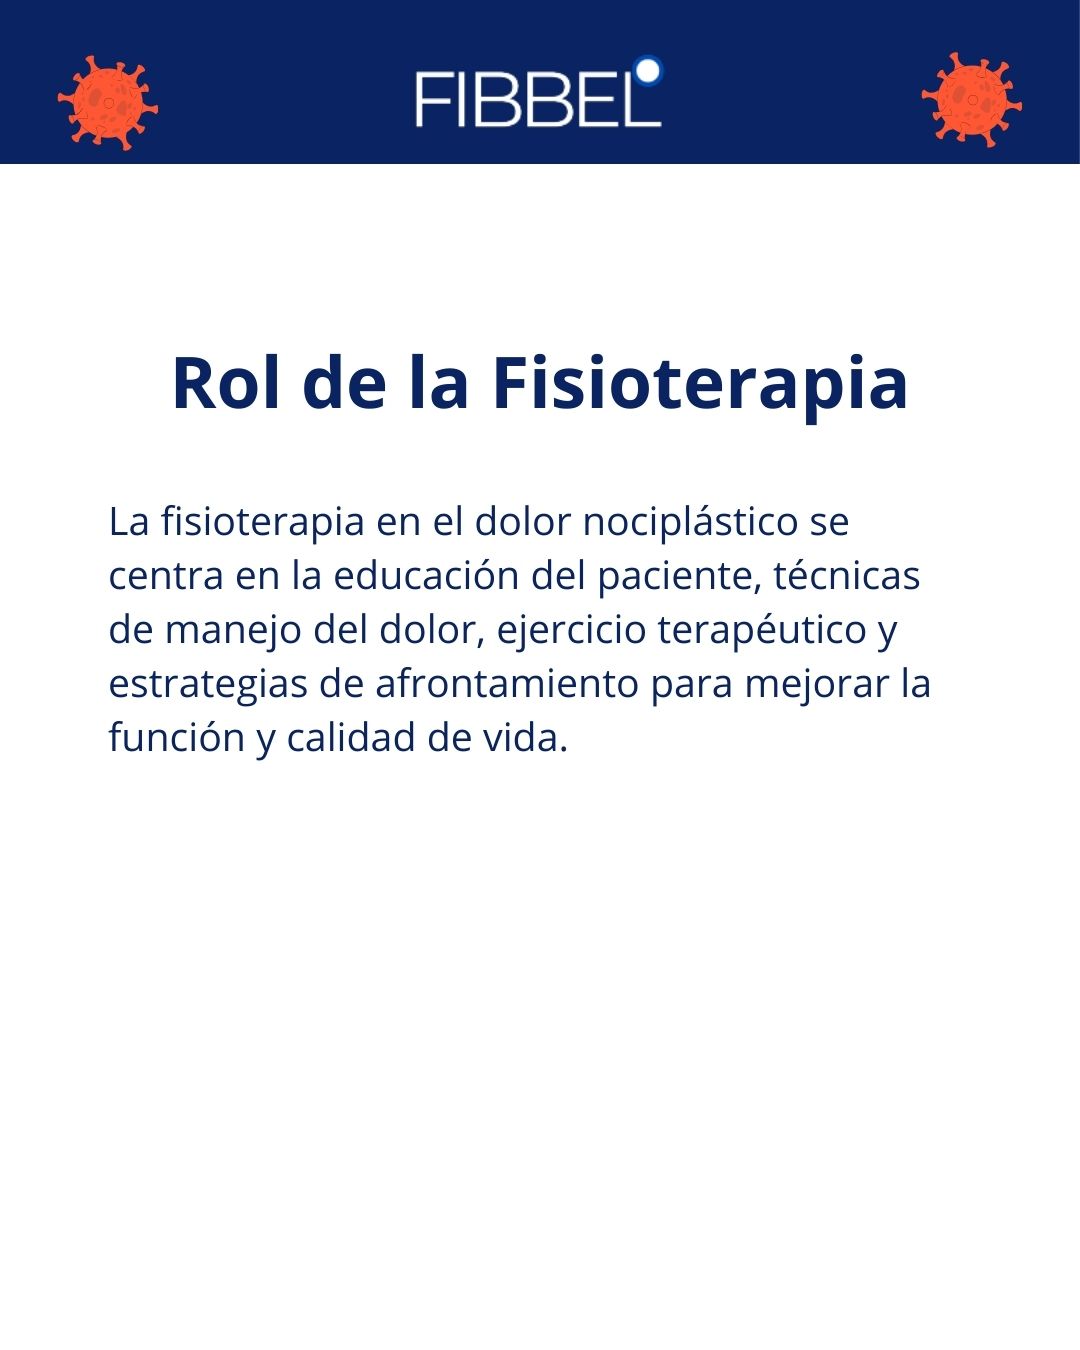 FIBBEL
Rol de la Fisioterapia
La fisioterapia en el dolor nociplástico se
centra en la educación del paciente, técnicas
de manejo del dolor, ejercicio terapéutico y
estrategias de afrontamiento para mejorar la
función y calidad de vida.